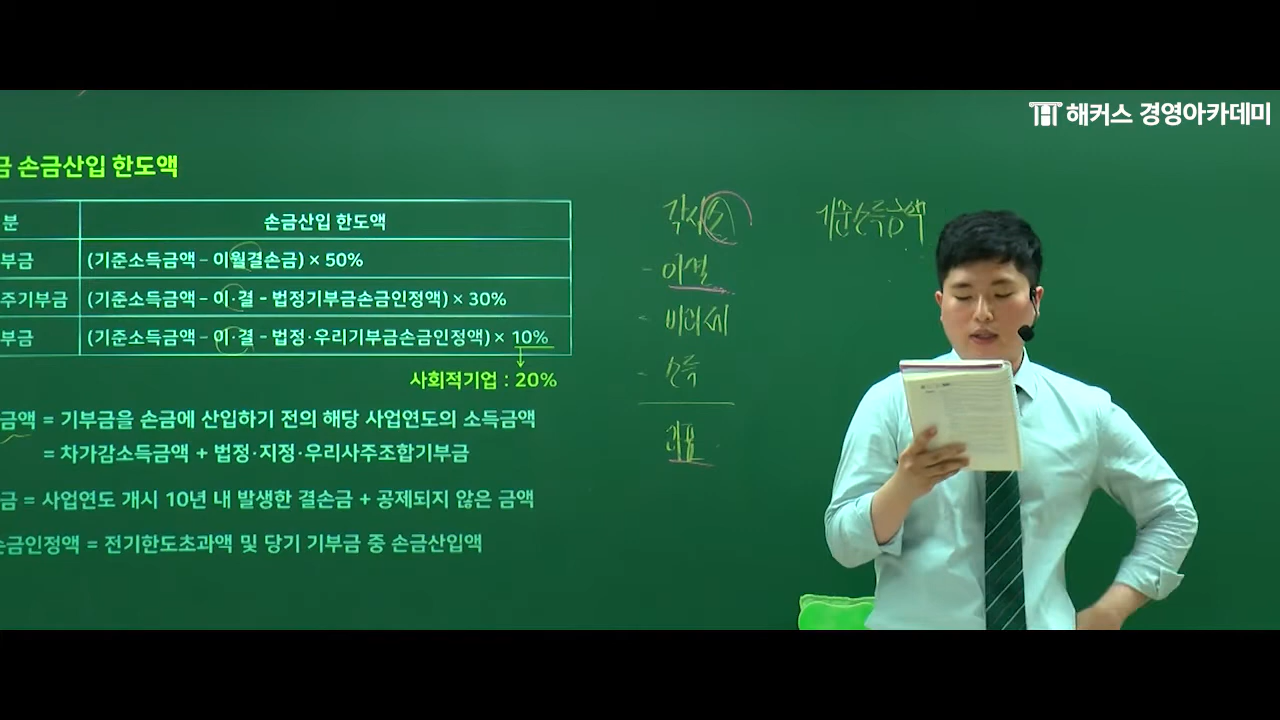 해커스 경영아카데미
금 손금산입 한도액
분 손금산입 한도액
부금 (기준소득금액 - 이월결손금) × 50%
주기부금 (기준소득금액 - 이·결 - 법정기부금손금인정액) × 30%
부금 (기준소득금액 - 이·결 - 법정·우리기부금손금인정액) × 10%
사회적기업 : 20%
금액 = 기부금을 손금에 산입하기 전의 해당 사업연도의 소득금액
= 차가감소득금액 + 법정·지정·우리사주조합기부금
금 = 사업연도 개시 10년 내 발생한 결손금 + 공제되지 않은 금액
손금인정액 = 전기한도초과액 및 당기 기부금 중 손금산입액
각사소
- 이결
- 비과세
- 소득
과표
기준소득금액